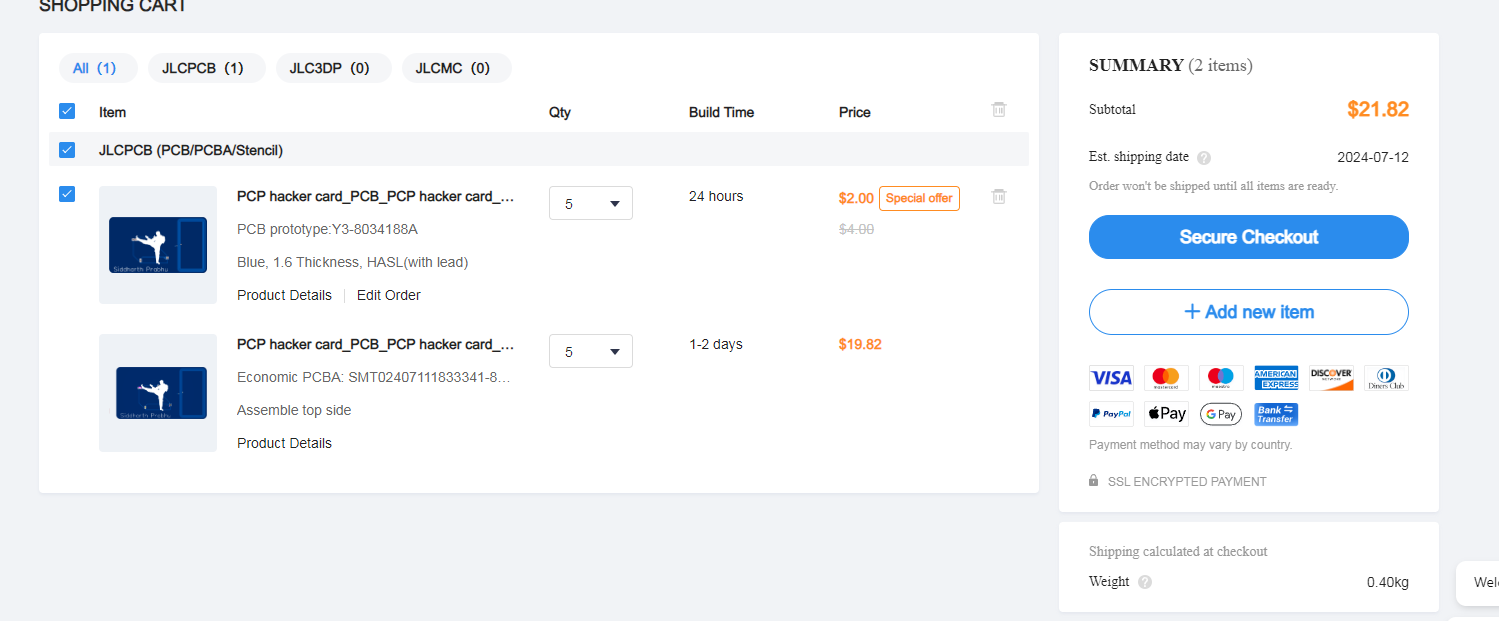 SHOPPING CART
All (1) JLCPCB (1) JLC3DP (0) JLCMC (0)
Item Qty Build Time Price
JLCPCB (PCB/PCBA/Stencil)
PCP hacker card_PCB_PCP hacker card_... 5 24 hours $2.00 Special offer
PCB prototype:Y3-8034188A $4.00
Blue, 1.6 Thickness, HASL(with lead)
Siddharth Prabhu
Product Details Edit Order
PCP hacker card_PCB_PCP hacker card_... 5 1-2 days $19.82
Economic PCBA: SMT02407111833341-8...
Assemble top side
Siddharth Prabhu
Product Details
SUMMARY (2 items)
Subtotal $21.82
Est. shipping date ? 2024-07-12
Order won't be shipped until all items are ready.
Secure Checkout
+ Add new item
VISA mastercard maestro AMERICAN EXPRESS DISCOVER NETWORK Diners Club
PayPal Pay G Pay Bank Transfer
Payment method may vary by country.
SSL ENCRYPTED PAYMENT
Shipping calculated at checkout
Weight ? 0.40kg